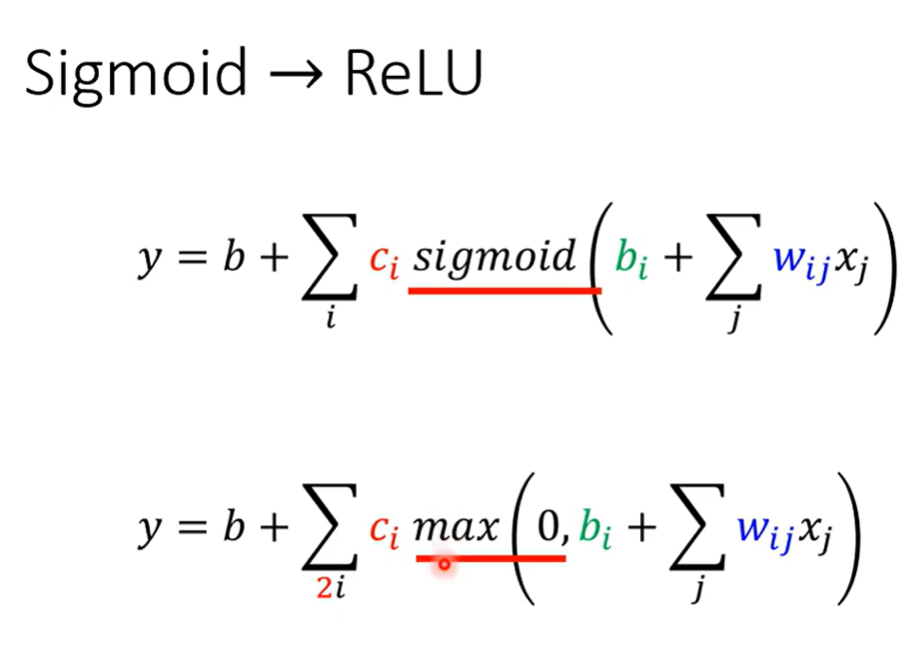 Sigmoid → ReLU
y = b + ∑_i c_i sigmoid ( b_i + ∑_j w_ij x_j )
y = b + ∑_2i c_i max ( 0, b_i + ∑_j w_ij x_j )